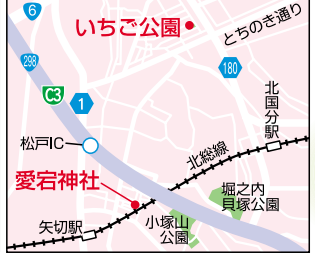 6
いちご公園
とちのき通り
298
180
C3
1
北国分駅
松戸IC
北総線
愛宕神社
堀之内
貝塚公園
矢切駅
小塚山
公園